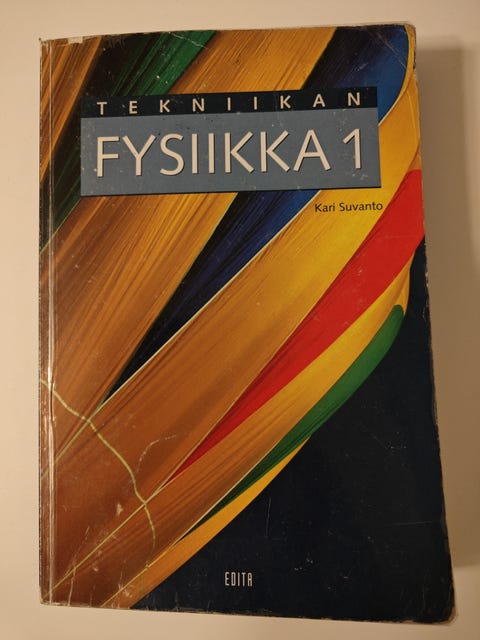 TEKNIIKAN
FYSIIKKA 1
Kari Suvanto
EDITA